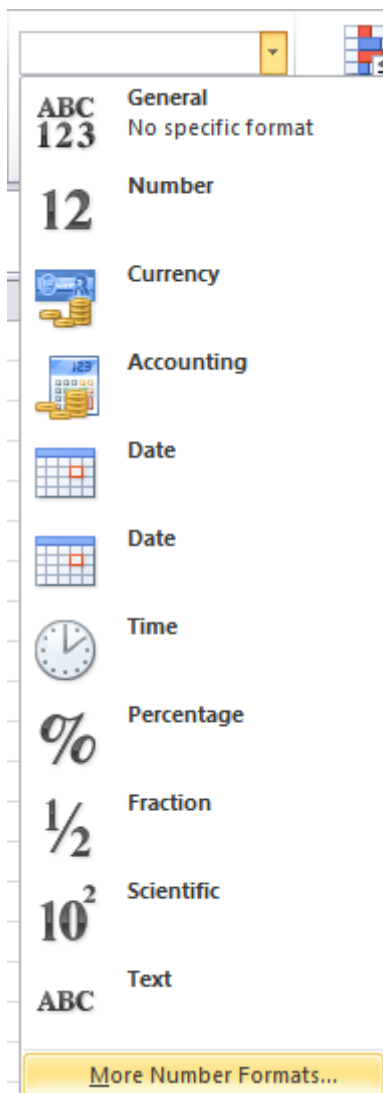 ABC
123
General
No specific format
12
Number
Currency
123
Accounting
Date
Date
Time
%
Percentage
1/2
Fraction
10²
Scientific
ABC
Text
More Number Formats...